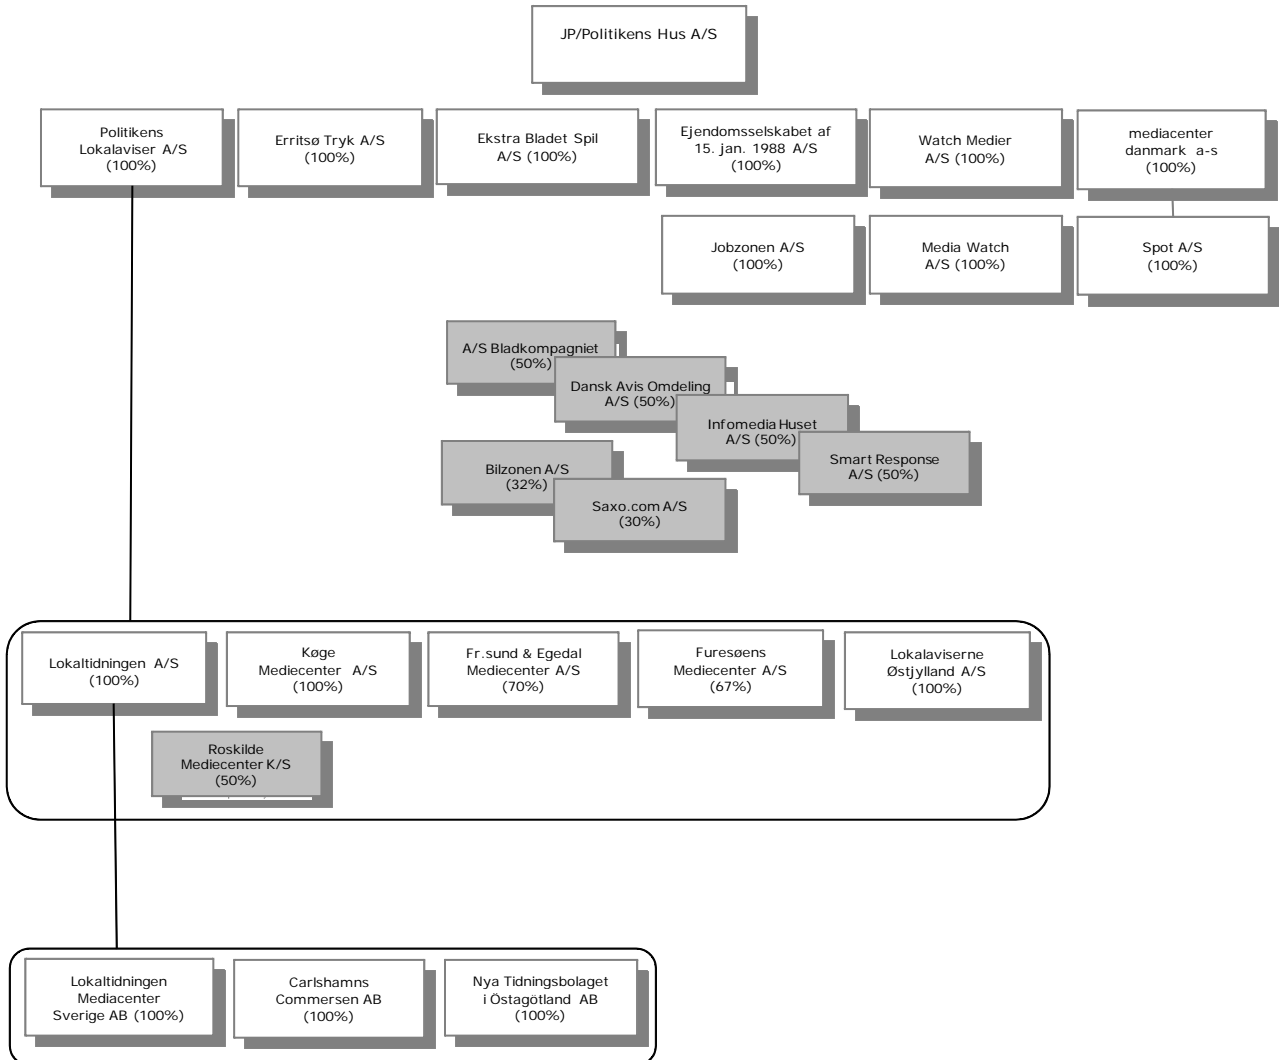 JP/Politikens Hus A/S
Politikens
Lokalaviser A/S
(100%)
Erritsø Tryk A/S
(100%)
Ekstra Bladet Spil
A/S (100%)
Ejendomsselskabet af
15. jan. 1988 A/S
(100%)
Watch Medier
A/S (100%)
mediacenter
danmark a-s
(100%)
Jobzonen A/S
(100%)
Media Watch
A/S (100%)
Spot A/S
(100%)
A/S Bladkompagniet
(50%)
Dansk Avis Omdeling
A/S (50%)
Infomedia Huset
A/S (50%)
Smart Response
A/S (50%)
Bilzonen A/S
(32%)
Saxo.com A/S
(30%)
Lokaltidningen A/S
(100%)
Køge
Mediecenter A/S
(100%)
Fr.sund & Egedal
Mediecenter A/S
(70%)
Furesøens
Mediecenter A/S
(67%)
Lokalaviserne
Østjylland A/S
(100%)
Roskilde
Mediecenter K/S
(50%)
Lokaltidningen
Mediacenter
Sverige AB (100%)
Carlshamns
Commersen AB
(100%)
Nya Tidningsbolaget
i Östagötland AB
(100%)